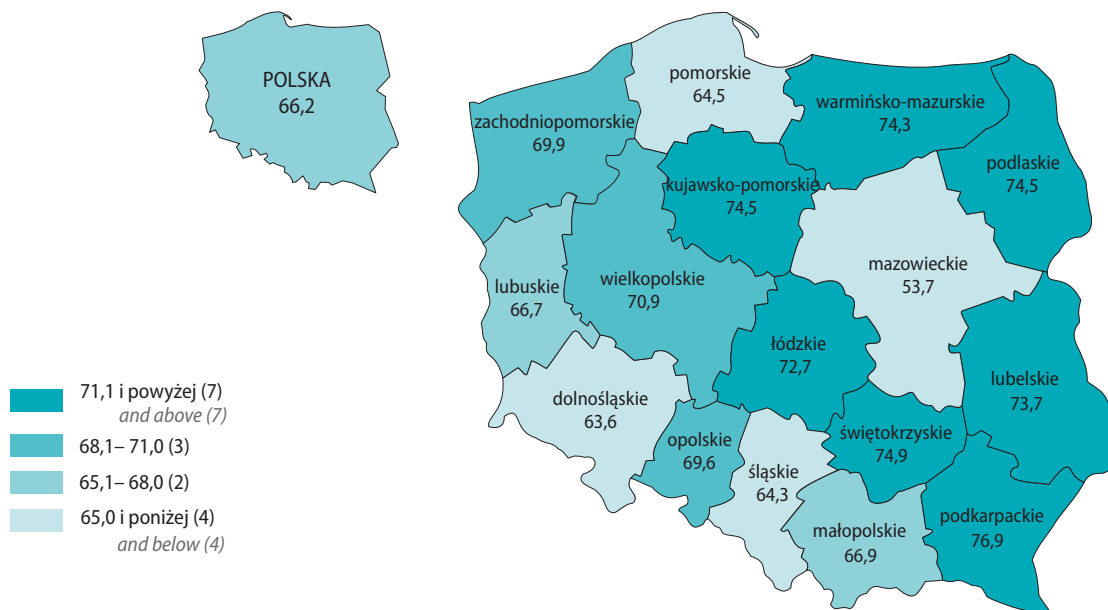 POLSKA
66,2
pomorskie
64,5
warmińsko-mazurskie
74,3
zachodniopomorskie
69,9
podlaskie
74,5
kujawsko-pomorskie
74,5
mazowieckie
53,7
lubuskie
66,7
wielkopolskie
70,9
łódzkie
72,7
lubelskie
73,7
dolnośląskie
63,6
opolskie
69,6
śląskie
64,3
świętokrzyskie
74,9
małopolskie
66,9
podkarpackie
76,9
71,1 i powyżej (7)
and above (7)
68,1– 71,0 (3)
65,1– 68,0 (2)
65,0 i poniżej (4)
and below (4)